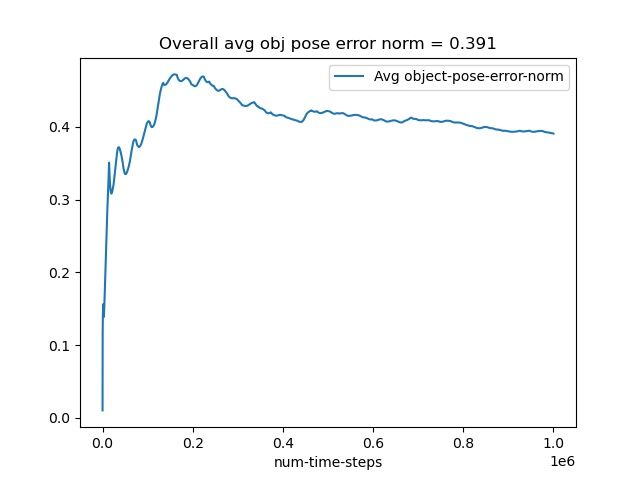 Overall avg obj pose error norm = 0.391
Avg object-pose-error-norm
0.4
0.3
0.2
0.1
0.0
0.0 0.2 0.4 0.6 0.8 1.0
1e6
num-time-steps